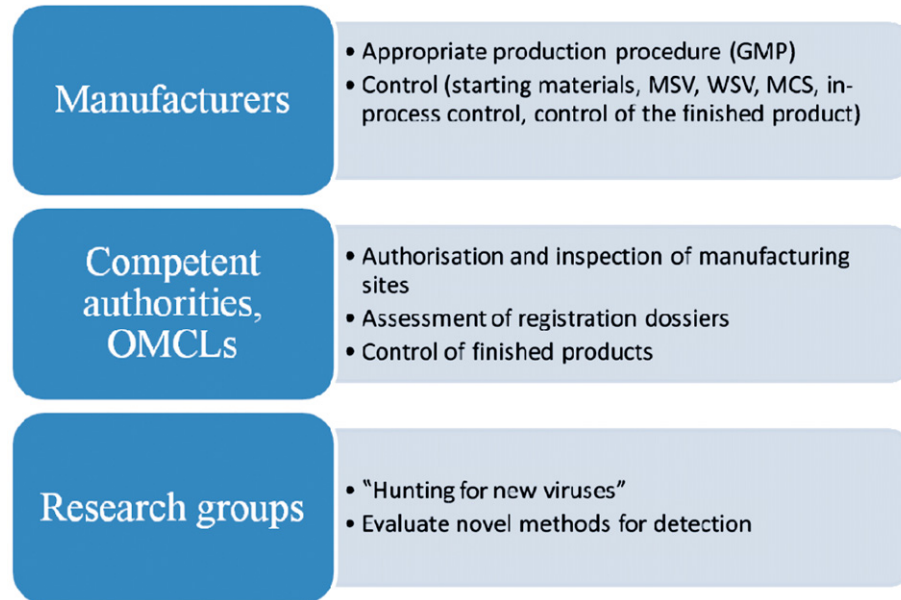 Manufacturers
• Appropriate production procedure (GMP)
• Control (starting materials, MSV, WSV, MCS, in-
process control, control of the finished product)
Competent
authorities,
OMCLs
• Authorisation and inspection of manufacturing
sites
• Assessment of registration dossiers
• Control of finished products
Research groups
• “Hunting for new viruses”
• Evaluate novel methods for detection